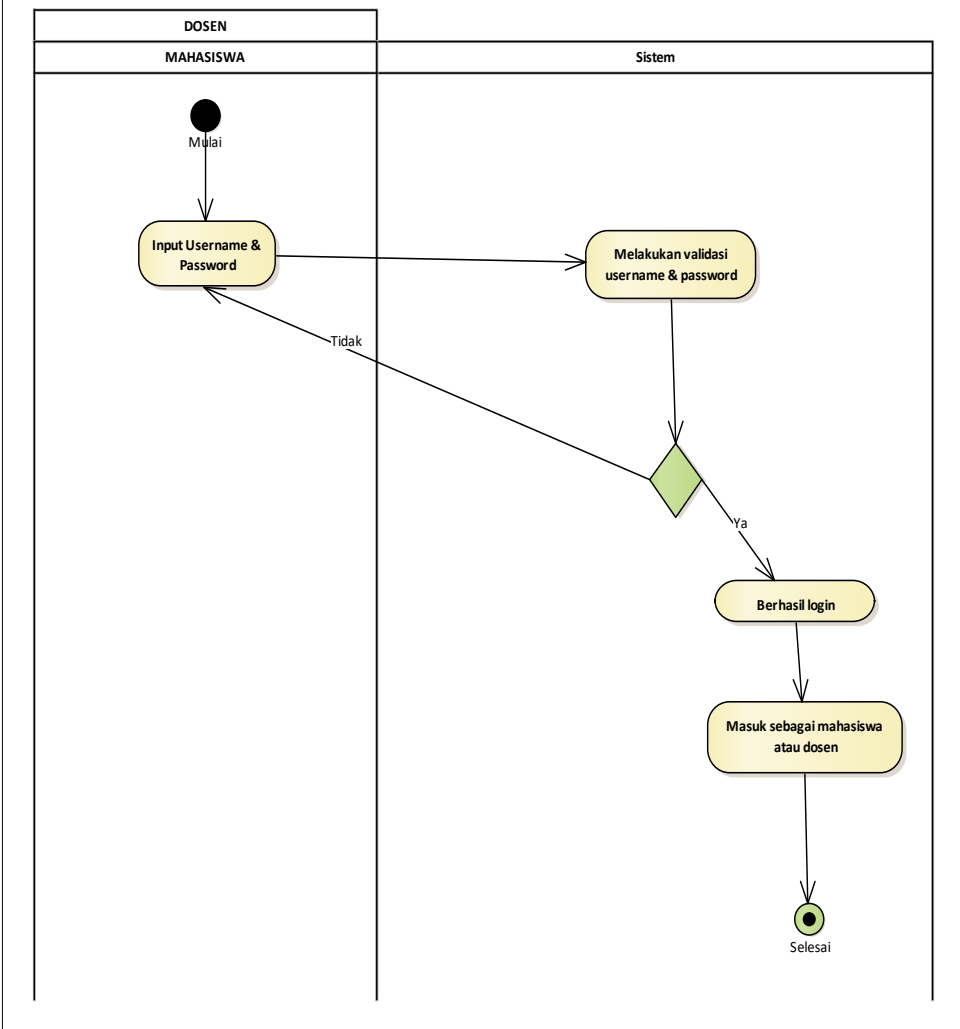 DOSEN
MAHASISWA
Sistem
Mulai
Input Username &
Password
Melakukan validasi
username & password
Tidak
Ya
Berhasil login
Masuk sebagai mahasiswa
atau dosen
Selesai